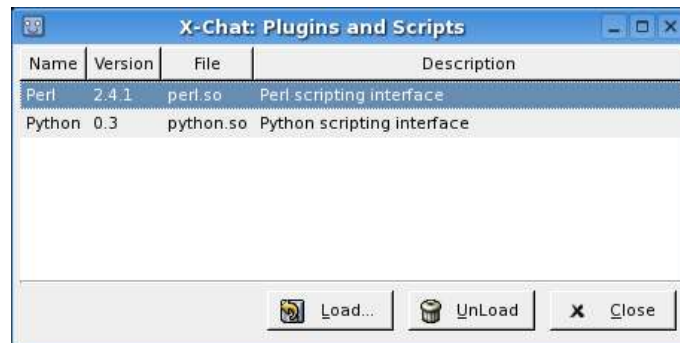 X-Chat: Plugins and Scripts
Name Version File Description
Perl 2.4.1 perl.so Perl scripting interface
Python 0.3 python.so Python scripting interface
Load... UnLoad Close